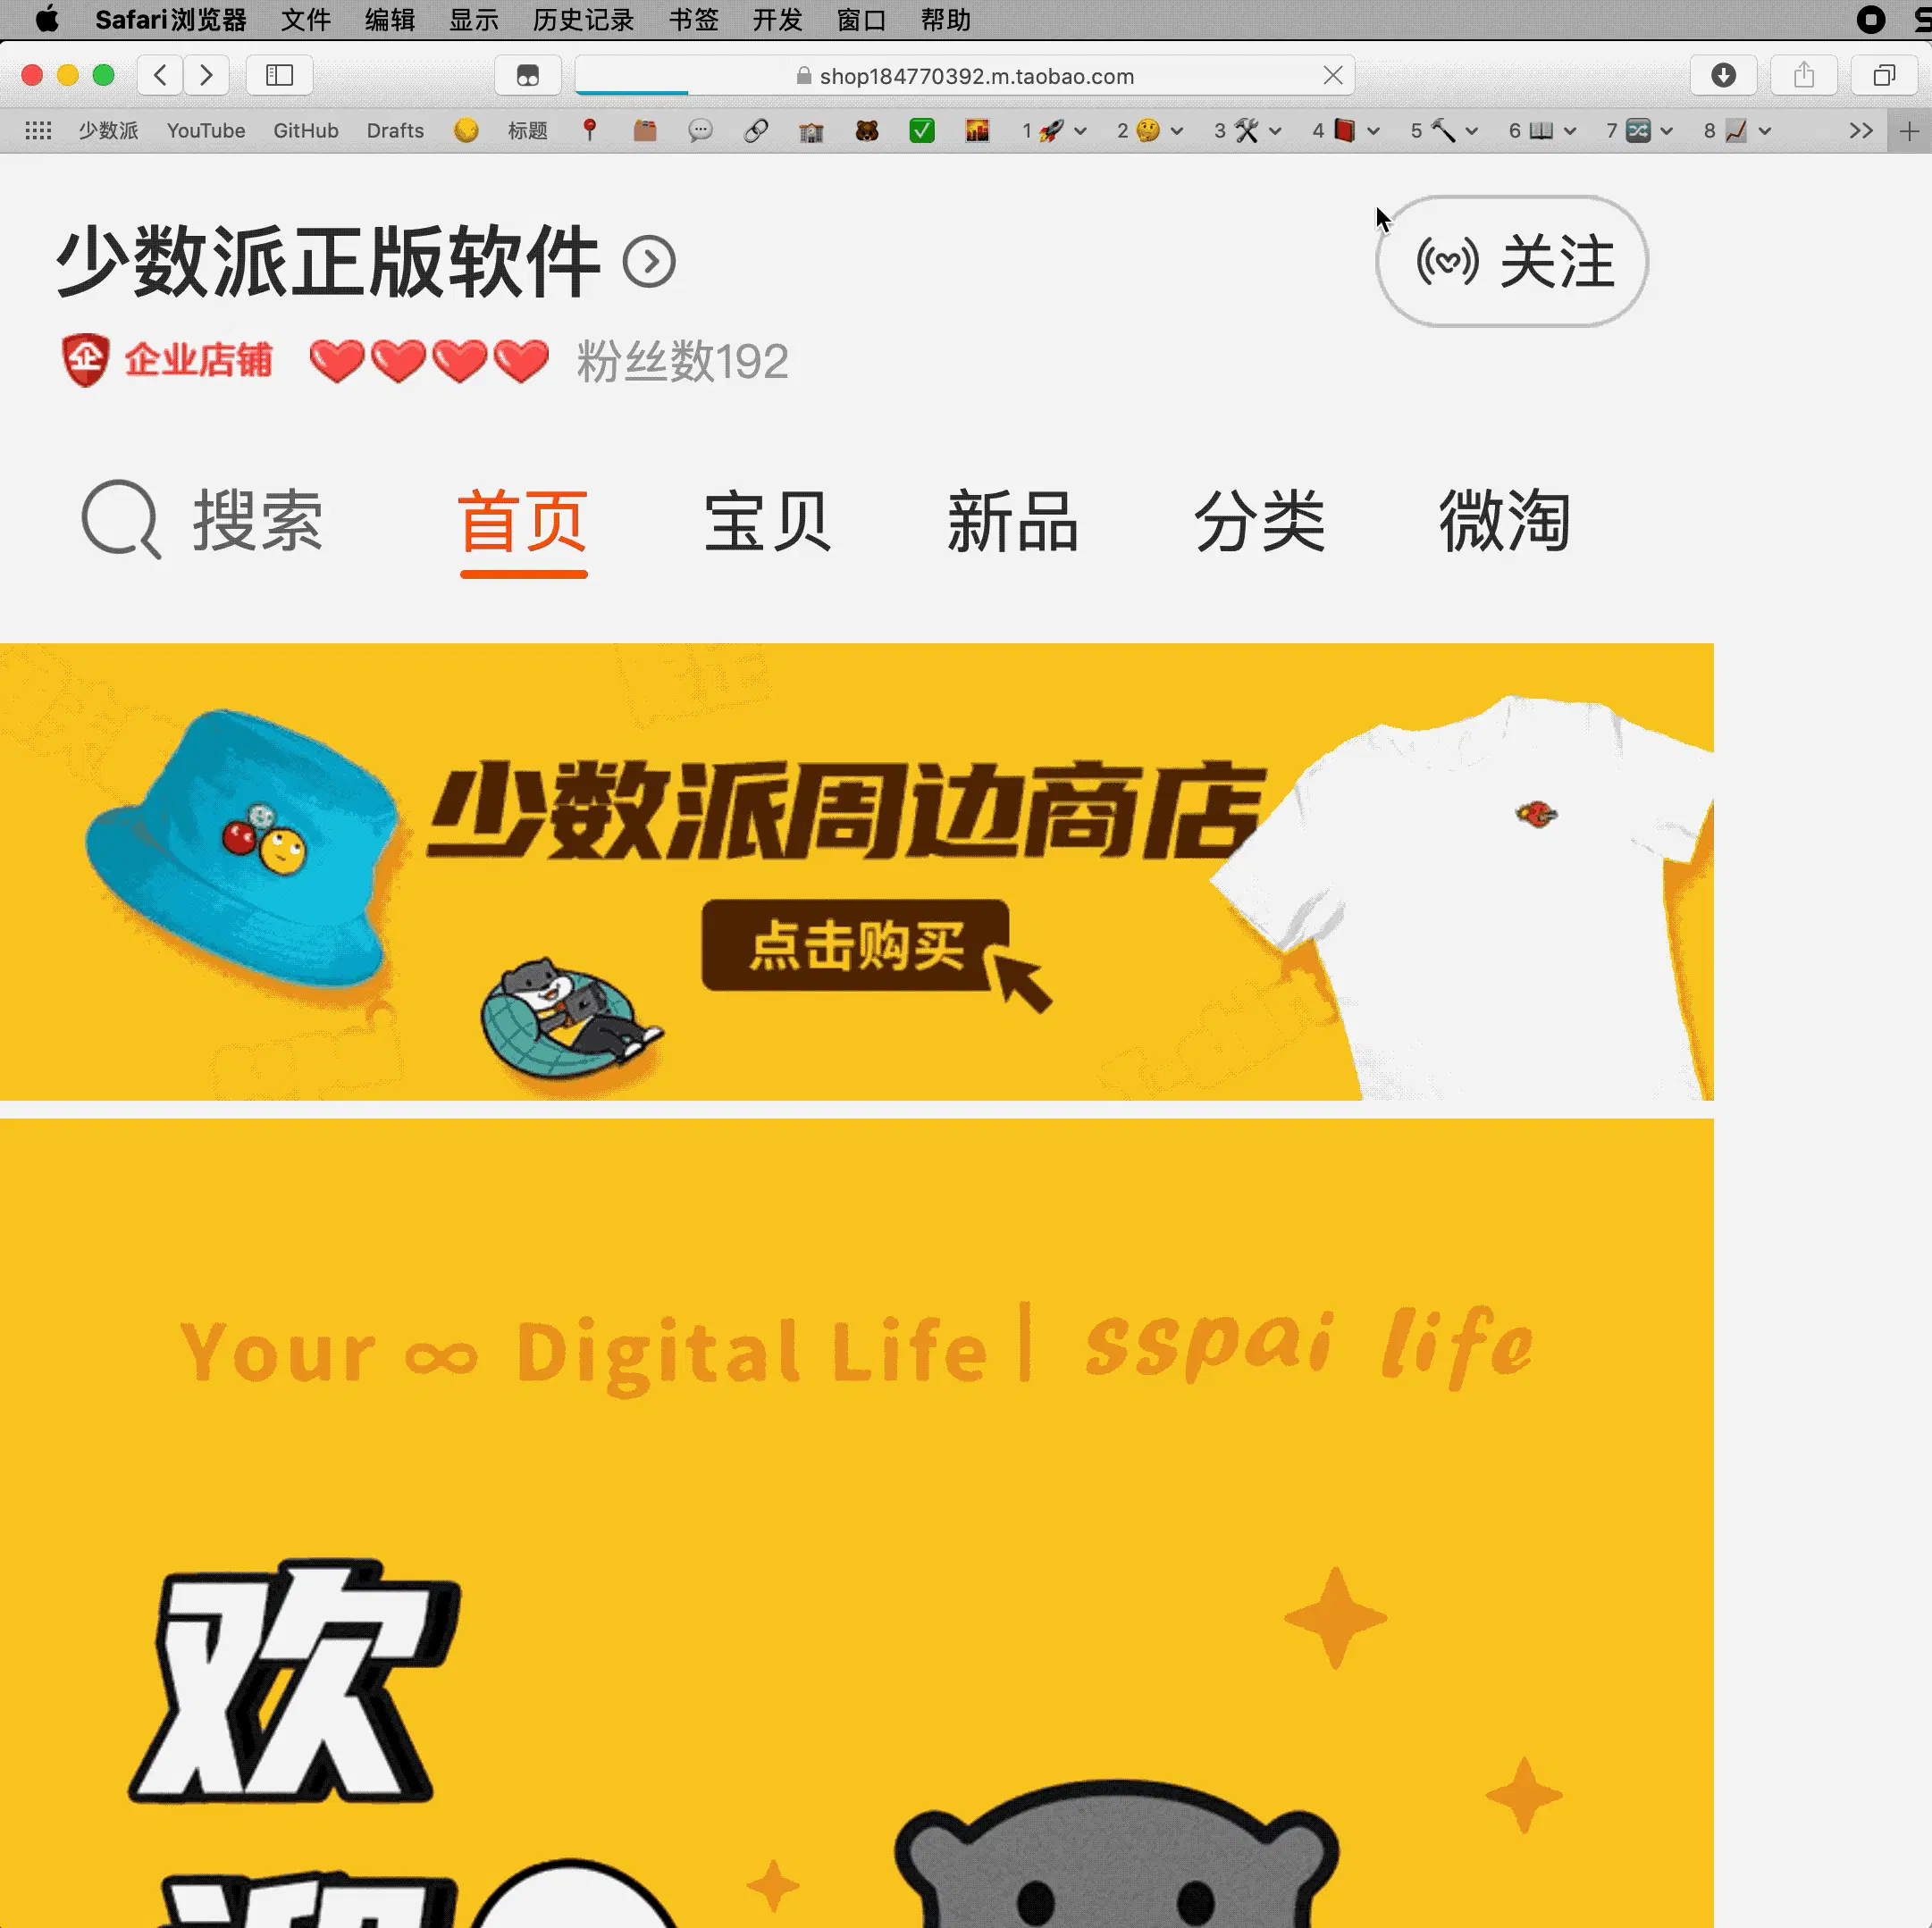 Safari浏览器 文件 编辑 显示 历史记录 书签 开发 窗口 帮助
shop184770392.m.taobao.com
少数派 YouTube GitHub Drafts 标题 1 2 3 4 5 6 7 8
少数派正版软件 关注
企 企业店铺 粉丝数192
搜索 首页 宝贝 新品 分类 微淘
少数派周边商店
点击购买
Your ∞ Digital Life | sspai life
欢
迎